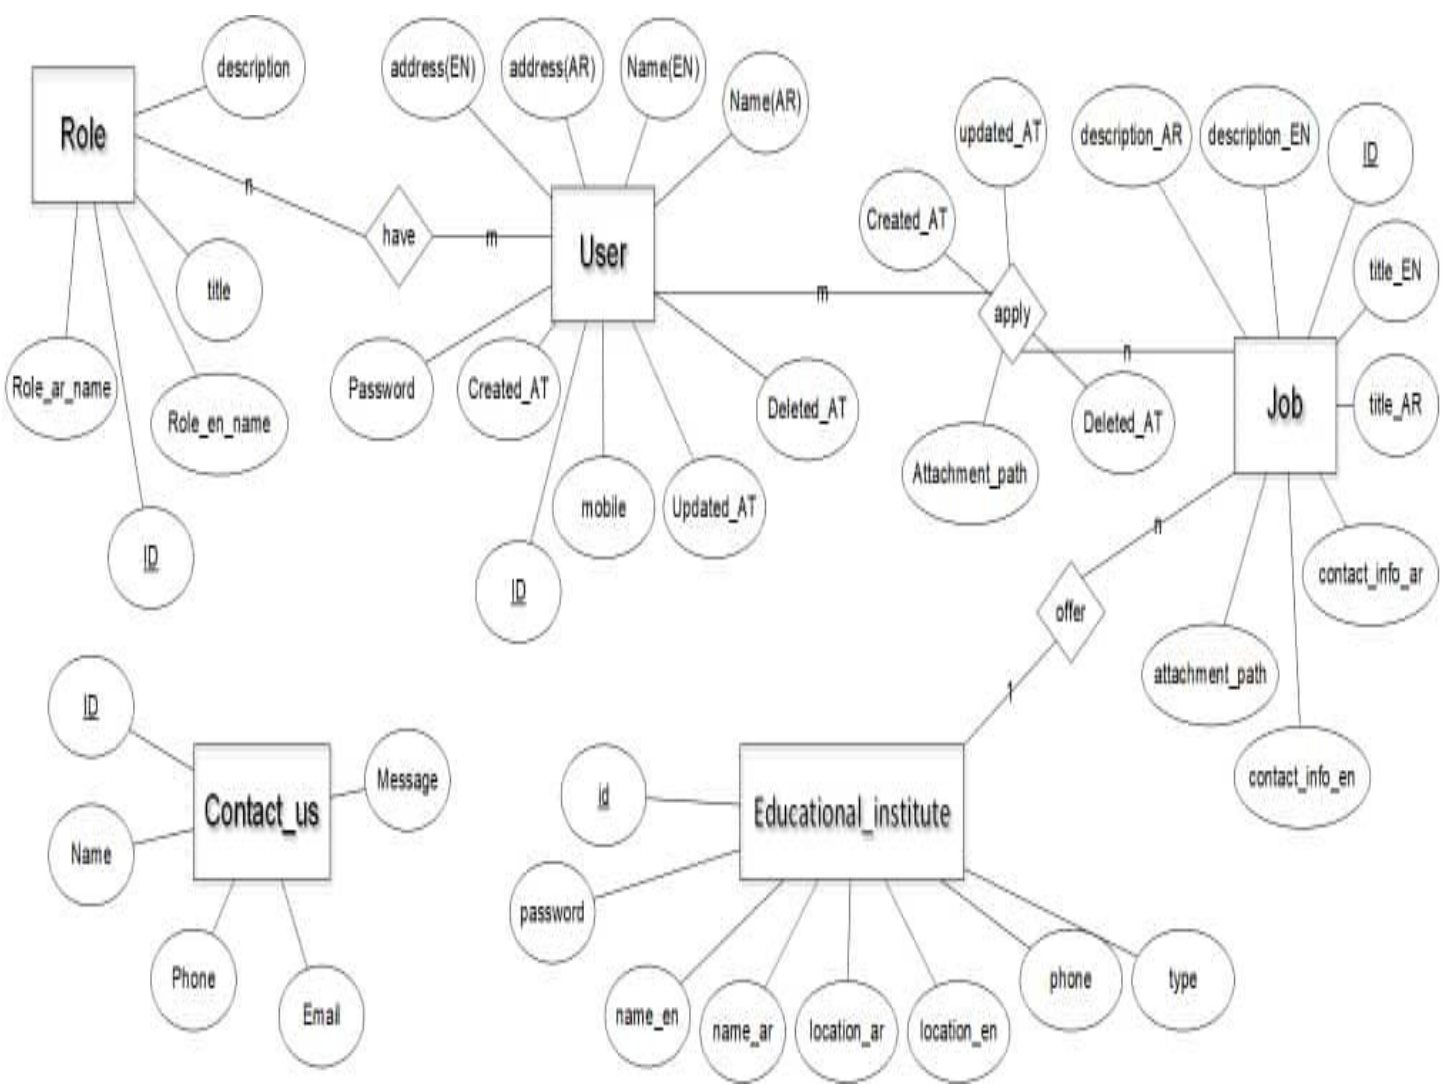 description
address(EN)
address(AR)
Name(EN)
Name(AR)
Role
n
have
m
User
title
Role_ar_name
Role_en_name
ID
Password
Created_AT
ID
mobile
Updated_AT
Deleted_AT
m
updated_AT
Created_AT
apply
n
Attachment_path
Deleted_AT
description_AR
description_EN
ID
title_EN
title_AR
Job
contact_info_ar
attachment_path
contact_info_en
n
offer
1
ID
Name
Contact_us
Message
Phone
Email
id
password
Educational_institute
name_en
name_ar
location_ar
location_en
phone
type